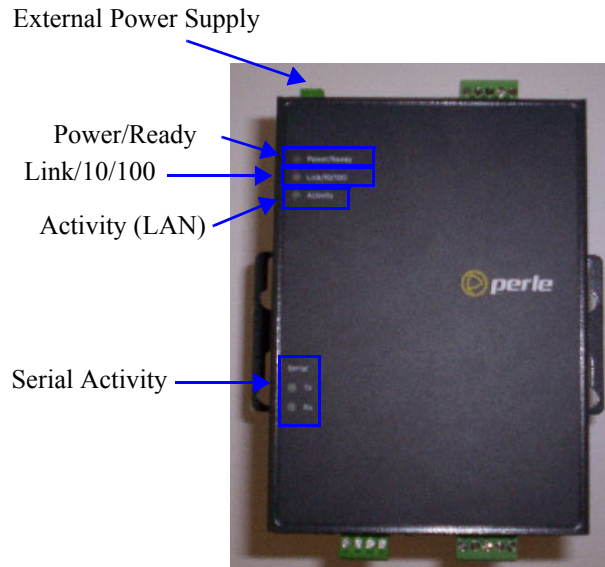 External Power Supply
Power/Ready
Power/Ready
Link/10/100
Link/10/100
Activity
Activity (LAN)
perle
Serial Activity
Serial
Tx
Rx